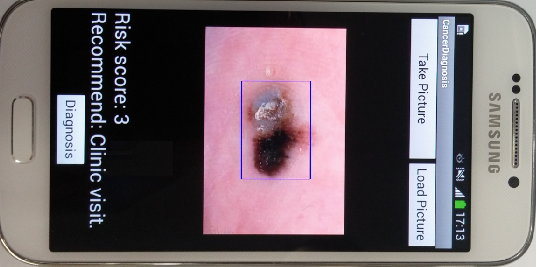 SAMSUNG
17:13
CancerDiagnosis
Take Picture
Load Picture
Risk score: 3
Recommend: Clinic visit.
Diagnosis